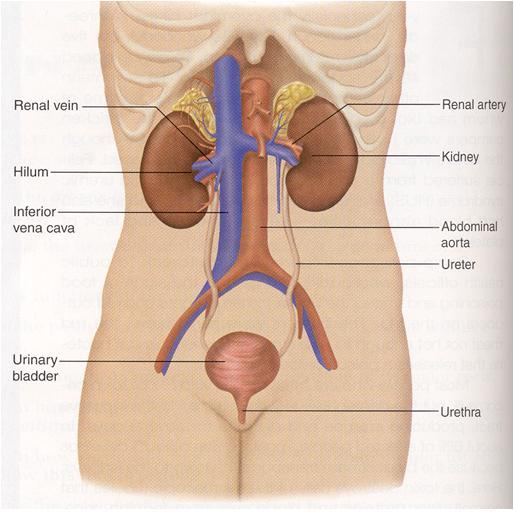 Renal vein
Hilum
Inferior
vena cava
Urinary
bladder
Renal artery
Kidney
Abdominal
aorta
Ureter
Urethra